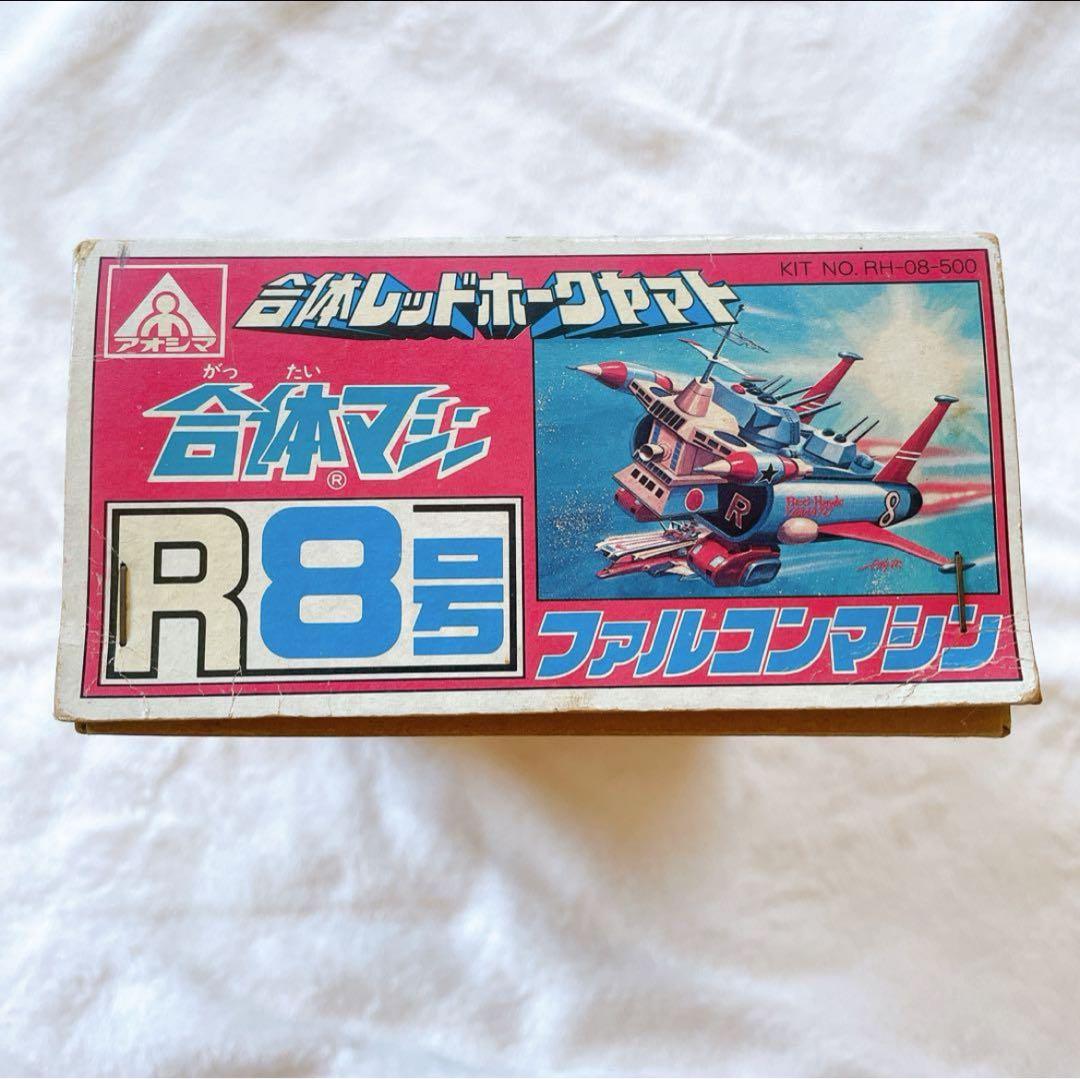 アオシマ
合体レッドホークヤマト
KIT NO. RH-08-500
がったい
合体マシン®
R8号
R
8
ファルコンマシン